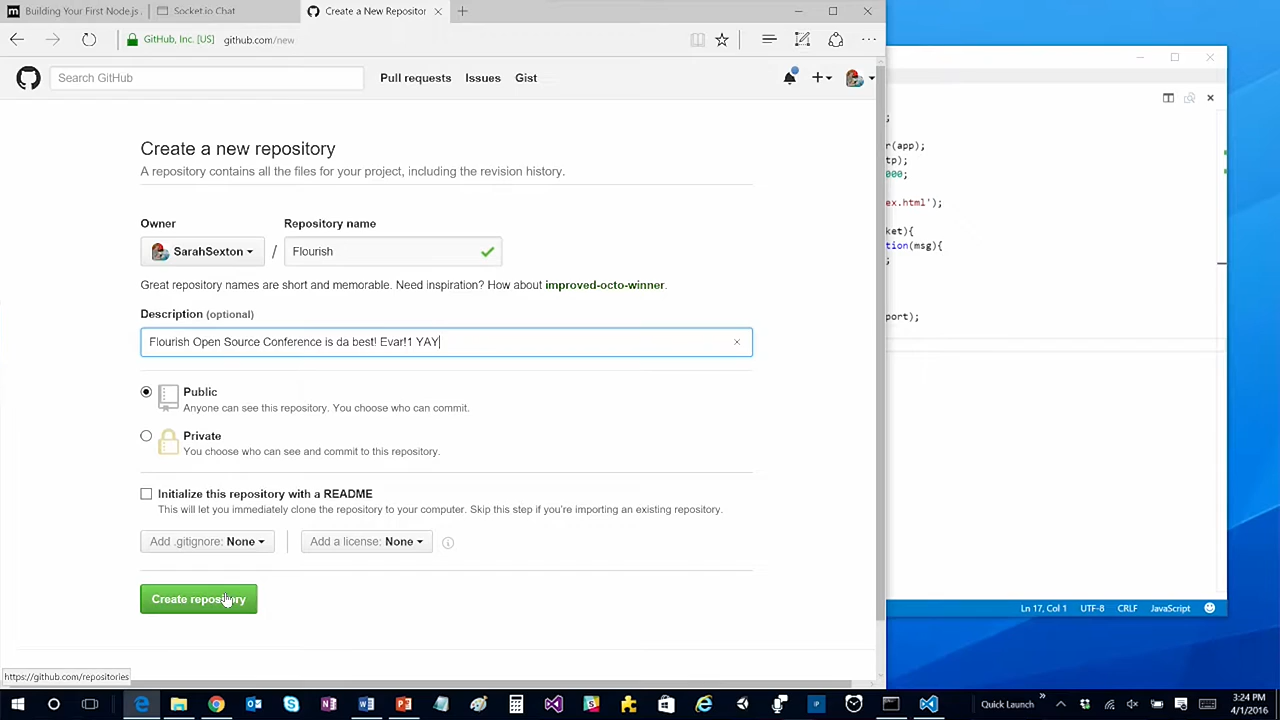 Building Your First Node.js
Socket.io Chat
Create a New Repositor
GitHub, Inc. [US]
github.com/new
Search GitHub
Pull requests
Issues
Gist
Create a new repository
A repository contains all the files for your project, including the revision history.
Owner
Repository name
SarahSexton
/
Flourish
Great repository names are short and memorable. Need inspiration? How about improved-octo-winner.
Description (optional)
Flourish Open Source Conference is da best! Evar!1 YAY
Public
Anyone can see this repository. You choose who can commit.
Private
You choose who can see and commit to this repository.
Initialize this repository with a README
This will let you immediately clone the repository to your computer. Skip this step if you're importing an existing repository.
Add .gitignore: None
Add a license: None
Create repository
https://github.com/repositories
;
r(app);
tp);
000;
ex.html');
ket){
tion(msg){
;
port);
Ln 17, Col 1
UTF-8
CRLF
JavaScript
Quick Launch
3:24 PM
4/1/2016